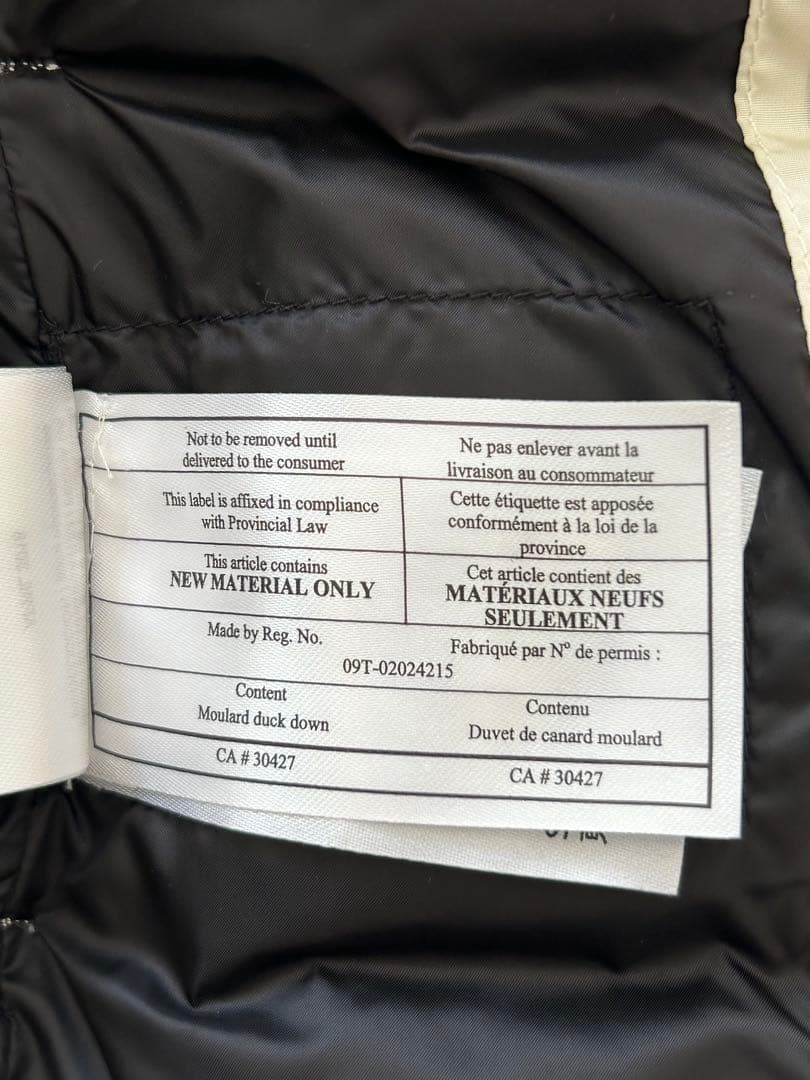 Not to be removed until
delivered to the consumer
Ne pas enlever avant la
livraison au consommateur
This label is affixed in compliance
with Provincial Law
Cette étiquette est apposée
conformément à la loi de la
province
This article contains
NEW MATERIAL ONLY
Cet article contient des
MATÉRIAUX NEUFS
SEULEMENT
Made by Reg. No.
Fabriqué par Nº de permis :
09T-02024215
Content
Moulard duck down
Contenu
Duvet de canard moulard
CA # 30427
CA # 30427